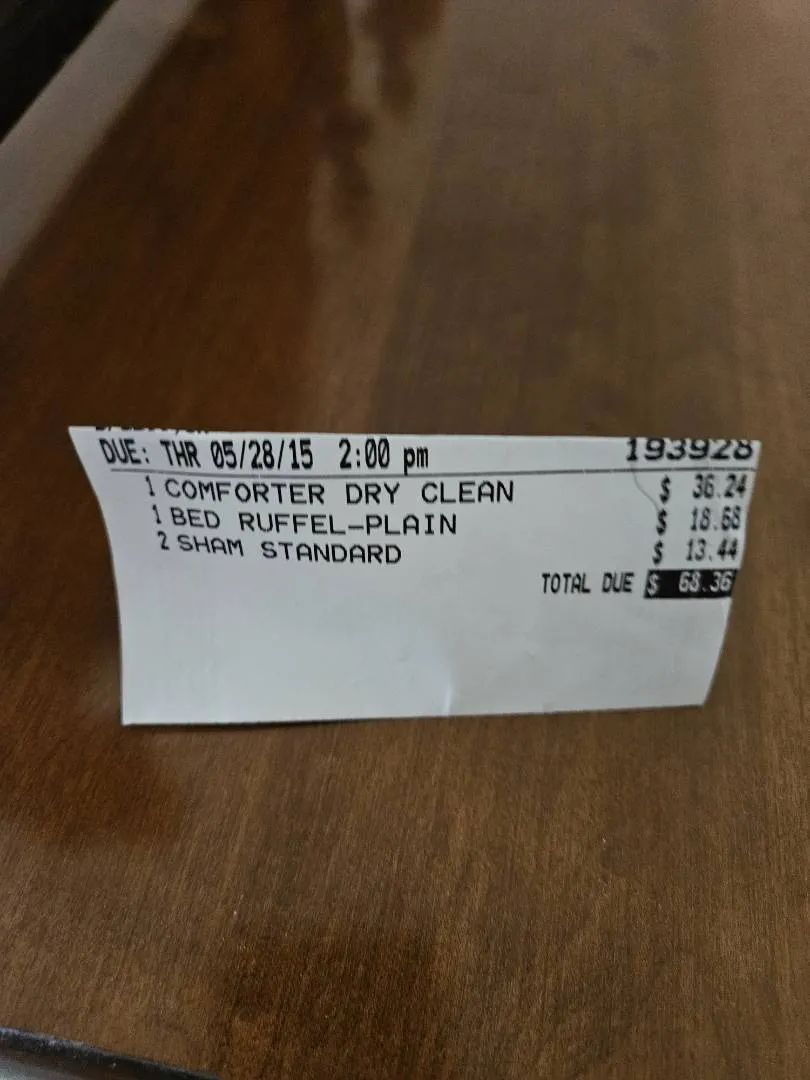 DUE: THR 05/28/15 2:00 pm 193928
1 COMFORTER DRY CLEAN $ 36.24
1 BED RUFFEL-PLAIN $ 18.68
2 SHAM STANDARD $ 13.44
TOTAL DUE $ 68.36